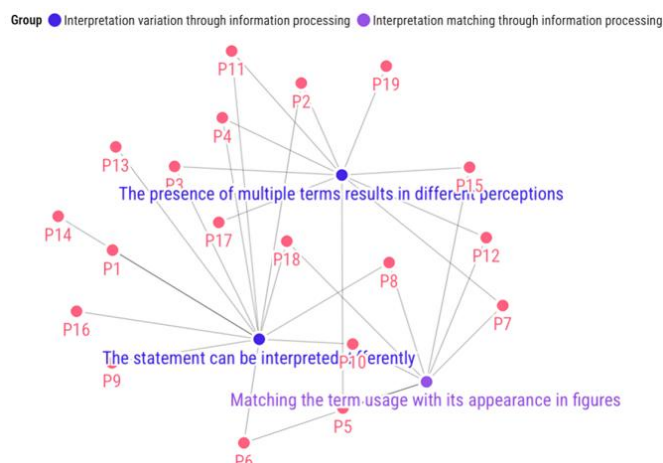 Group Interpretation variation through information processing Interpretation matching through information processing
P11
P19
P2
P4
P13
P3
P15
The presence of multiple terms results in different perceptions
P14
P17
P12
P18
P1
P8
P16
P7
The statement can be interpreted differently
P10
P9
Matching the term usage with its appearance in figures
P5
P6